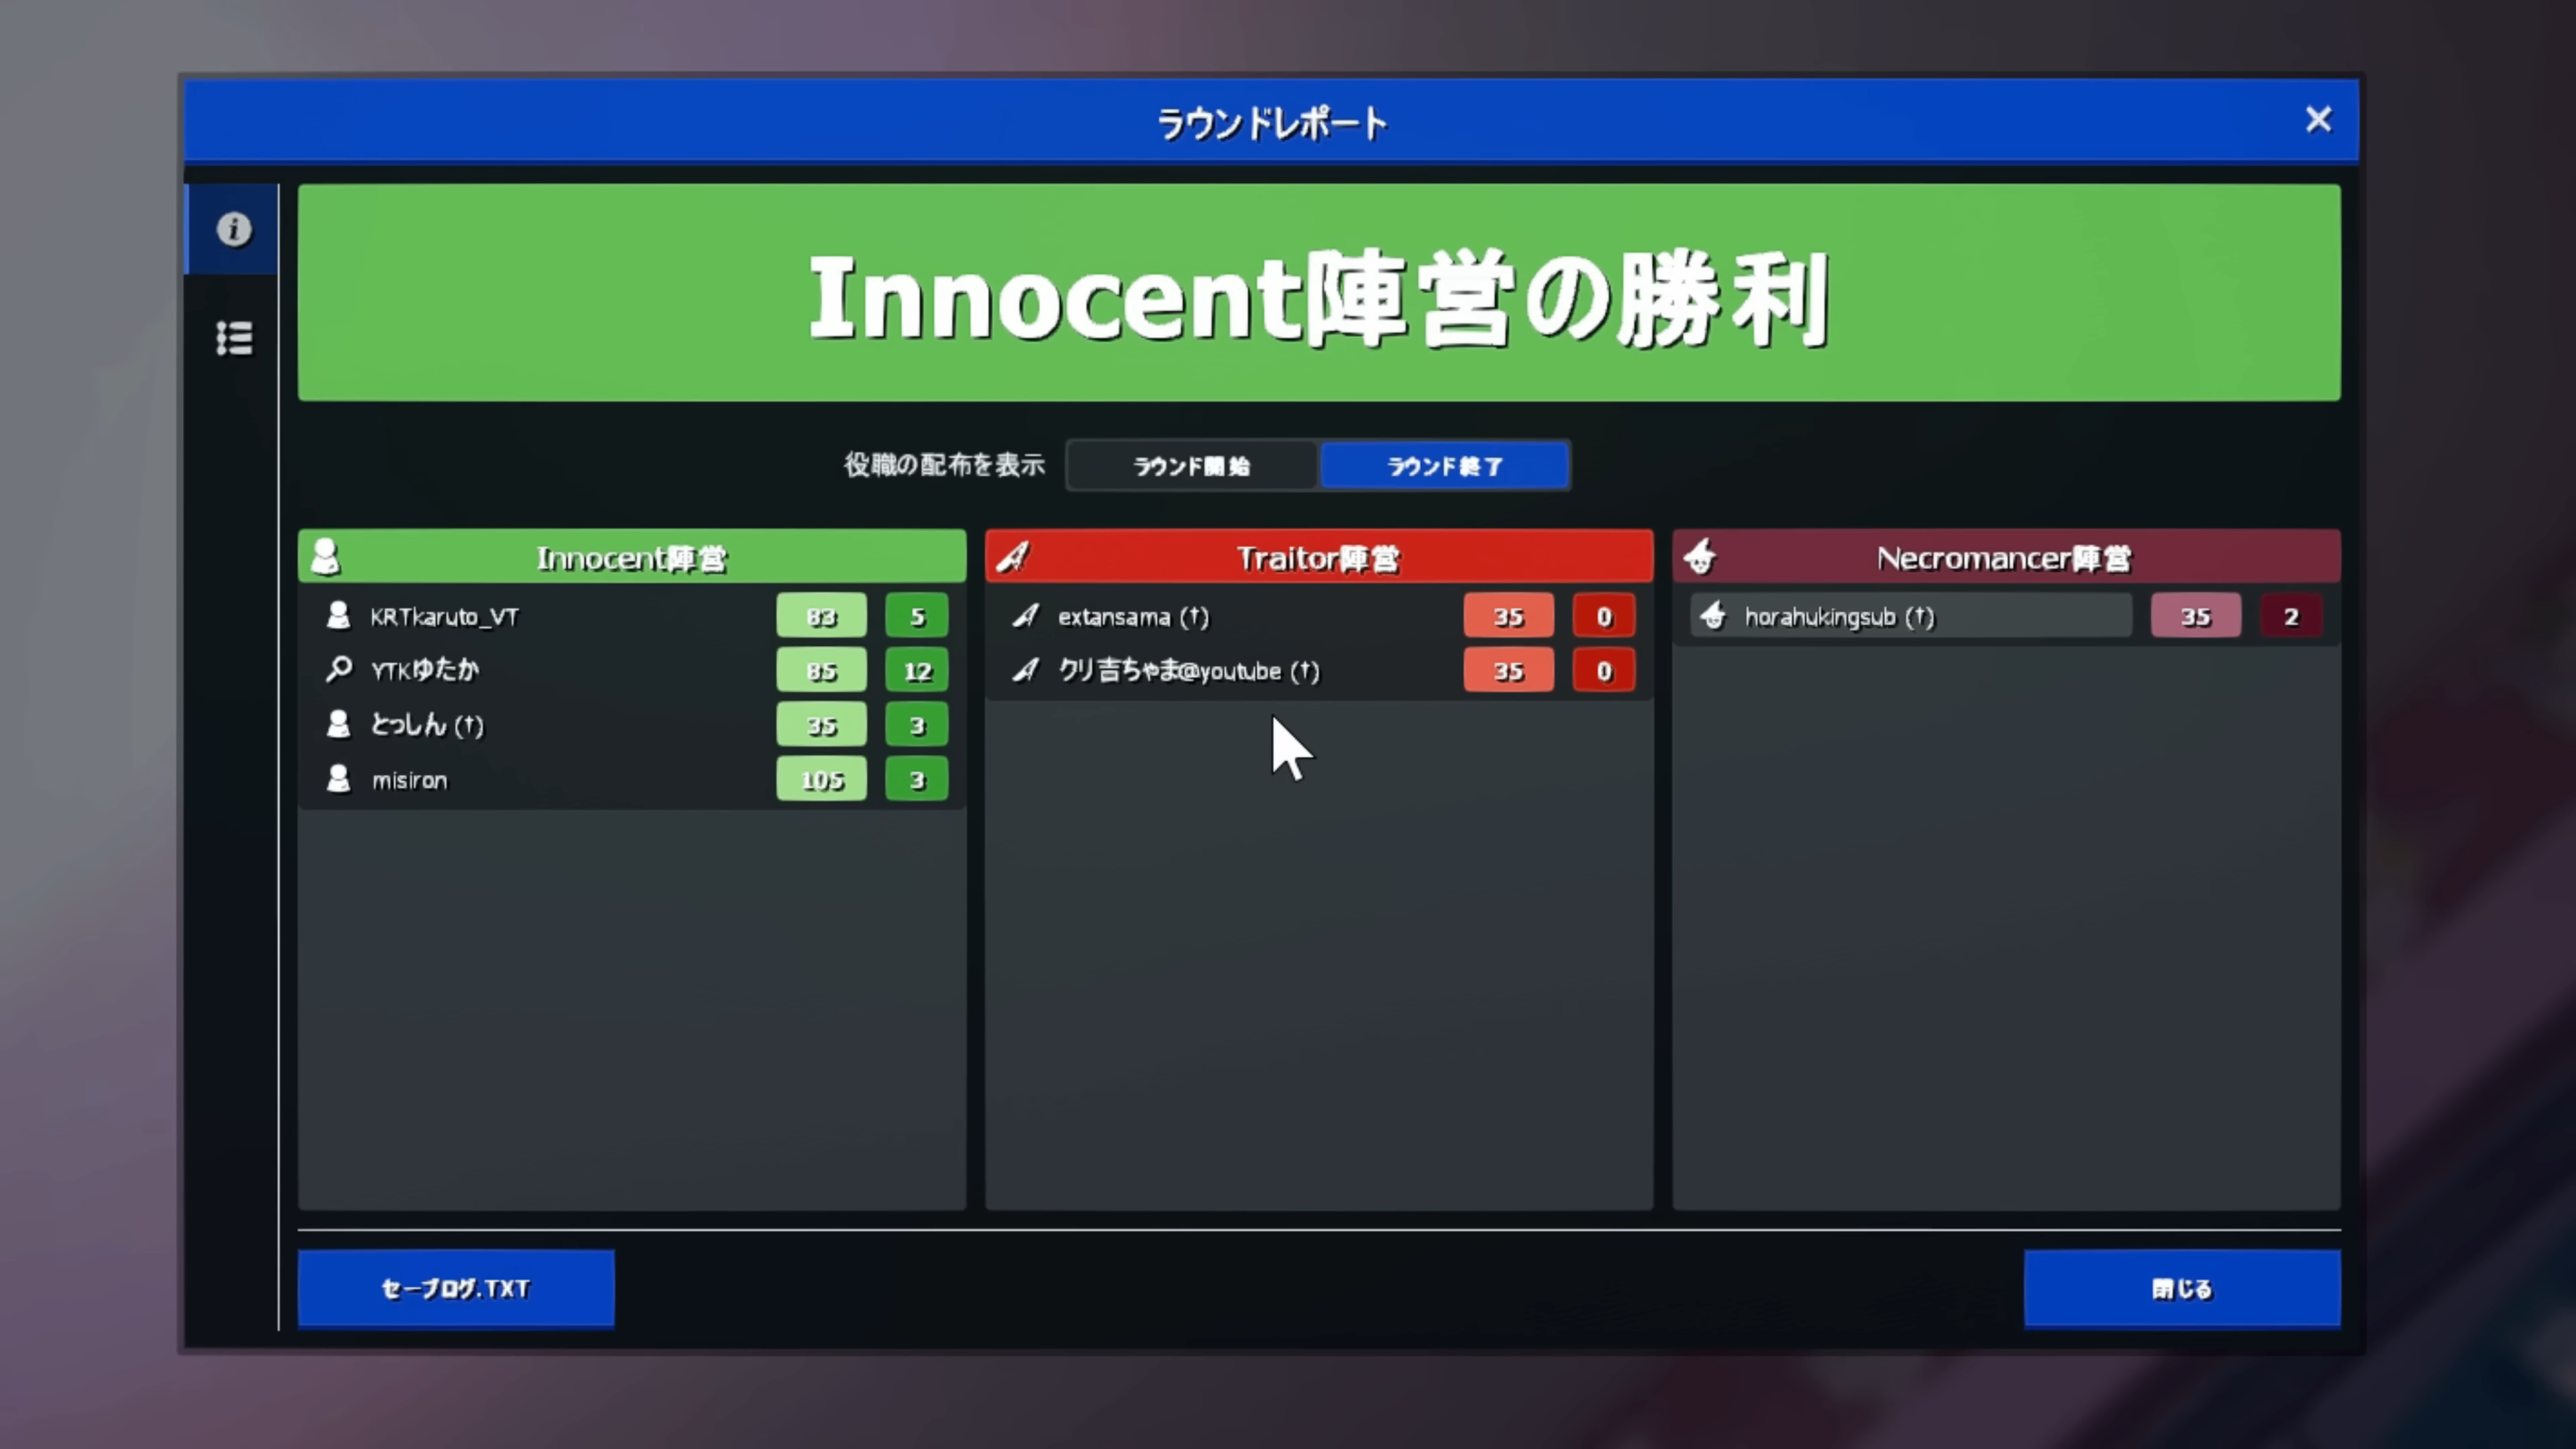 ラウンドレポート
Innocent陣営の勝利
役職の配布を表示 ラウンド開始 ラウンド終了
Innocent陣営
KRTkaruto_VT 83 5
YTKゆたか 85 12
とっしん (†) 35 3
misiron 105 3
Traitor陣営
extansama (†) 35 0
クリ吉ちゃま@youtube (†) 35 0
Necromancer陣営
horahukingsub (†) 35 2
セーブログ.TXT
閉じる